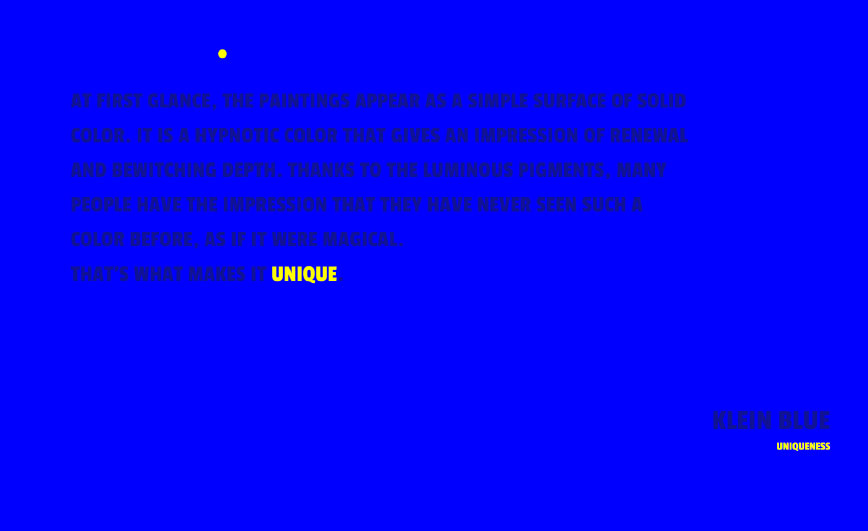 AT FIRST GLANCE, THE PAINTINGS APPEAR AS A SIMPLE SURFACE OF SOLID
COLOR. IT IS A HYPNOTIC COLOR THAT GIVES AN IMPRESSION OF RENEWAL
AND BEWITCHING DEPTH. THANKS TO THE LUMINOUS PIGMENTS, MANY
PEOPLE HAVE THE IMPRESSION THAT THEY HAVE NEVER SEEN SUCH A
COLOR BEFORE, AS IF IT WERE MAGICAL.
THAT'S WHAT MAKES IT UNIQUE.
KLEIN BLUE
UNIQUENESS